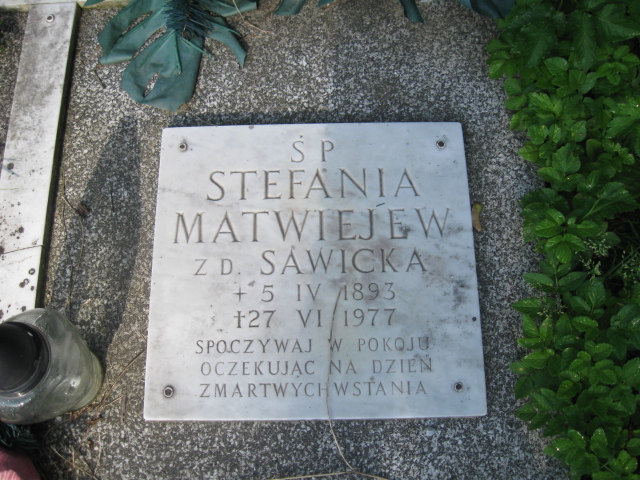 ŚP
STEFANIA
MATWIEJEW
ZD. SAWICKA
+ 5 IV 1893
†27 VI 1977
SPOCZYWAJ W POKOJU
OCZEKUJĄC NA DZIEŃ
ZMARTWYCHWSTANIA